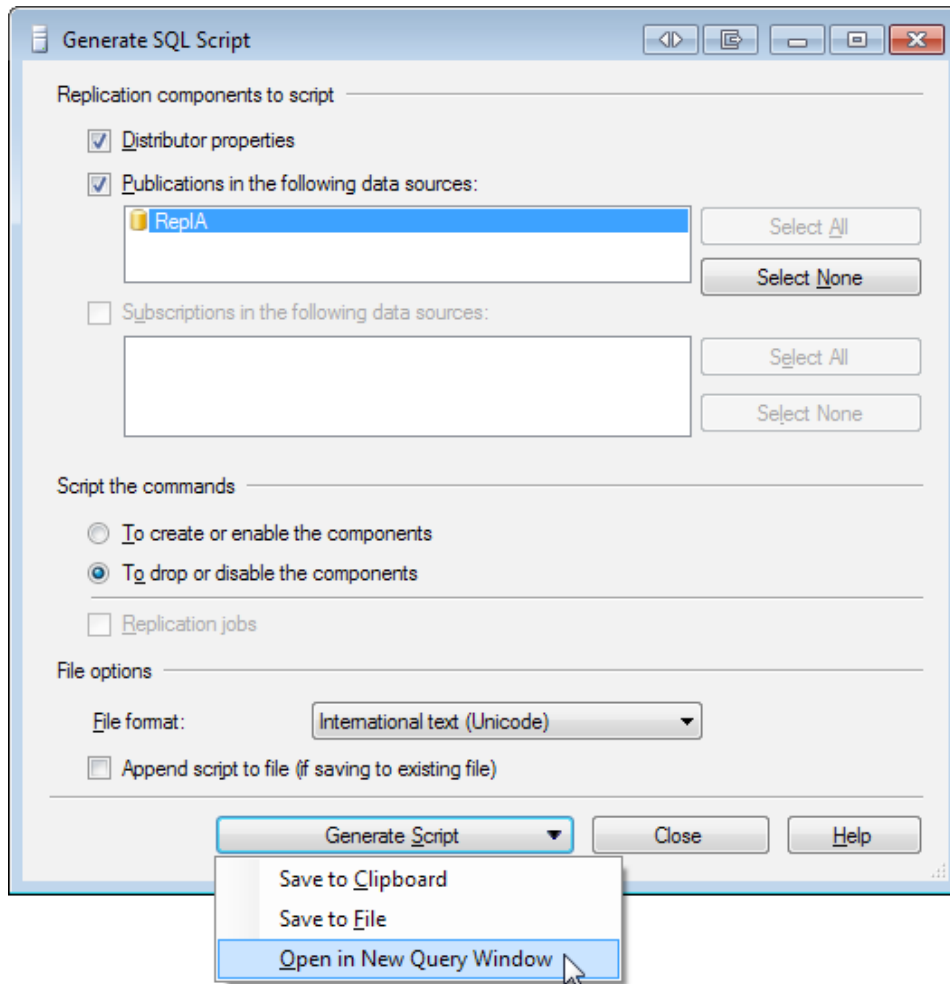 Generate SQL Script
Replication components to script
Distributor properties
Publications in the following data sources:
ReplA
Select All
Select None
Subscriptions in the following data sources:
Select All
Select None
Script the commands
To create or enable the components
To drop or disable the components
Replication jobs
File options
File format: International text (Unicode)
Append script to file (if saving to existing file)
Generate Script Close Help
Save to Clipboard
Save to File
Open in New Query Window